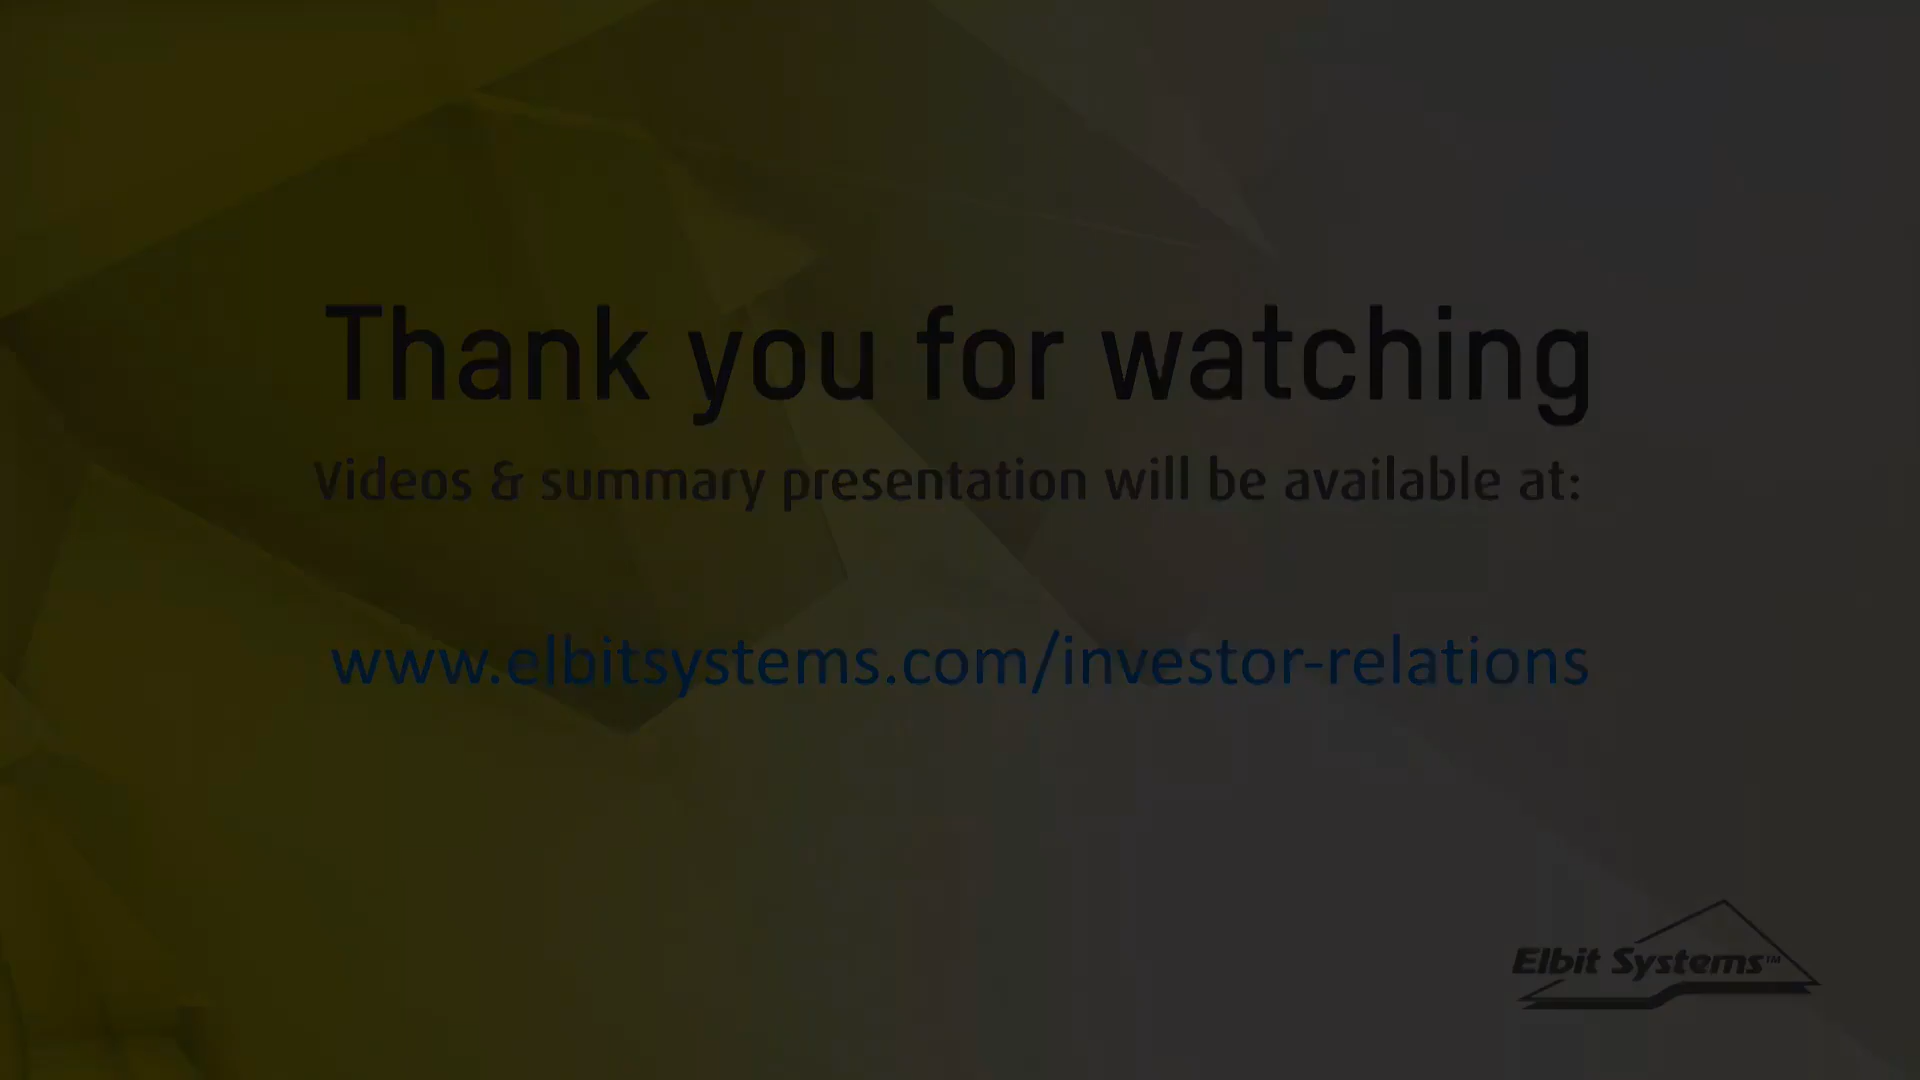 Thank you for watching
Videos & summary presentation will be available at:
www.elbitsystems.com/investor-relations
Elbit Systems™